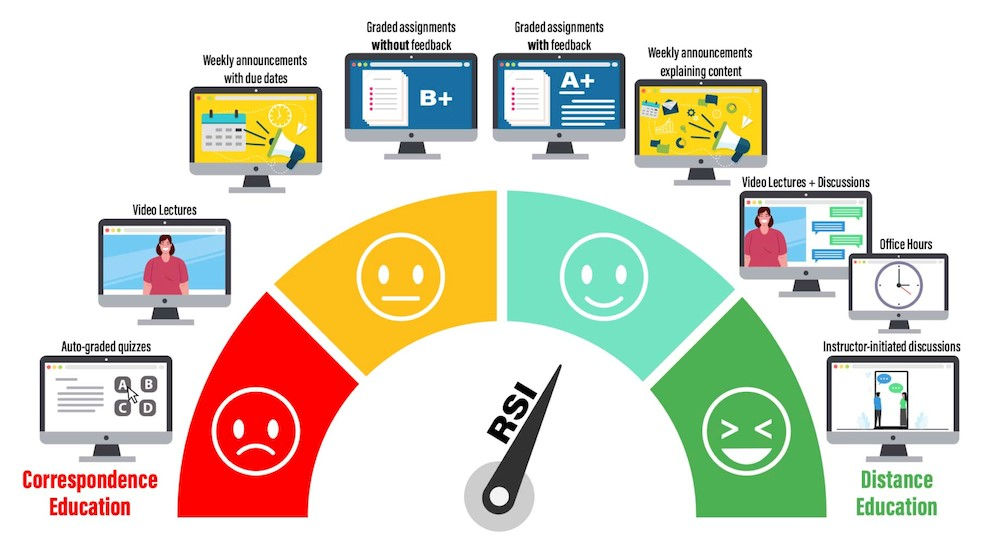 Graded assignments
without feedback
Graded assignments
with feedback
Weekly announcements
with due dates
Weekly announcements
explaining content
B+
A+
Video Lectures
Video Lectures + Discussions
Office Hours
Auto-graded quizzes
Instructor-initiated discussions
A B
C D
RSI
Correspondence
Education
Distance
Education